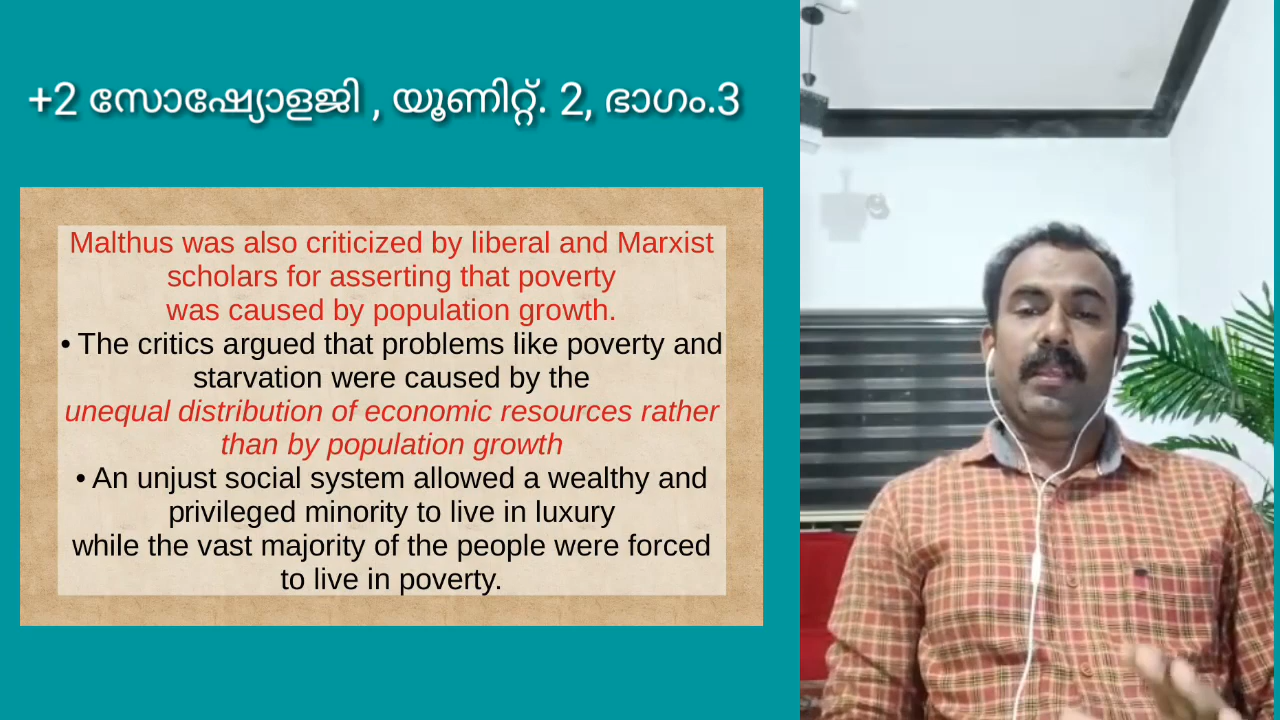 +2 സോഷ്യോളജി , യൂണിറ്റ്. 2, ഭാഗം.3
Malthus was also criticized by liberal and Marxist
scholars for asserting that poverty
was caused by population growth.
• The critics argued that problems like poverty and
starvation were caused by the
unequal distribution of economic resources rather
than by population growth
• An unjust social system allowed a wealthy and
privileged minority to live in luxury
while the vast majority of the people were forced
to live in poverty.